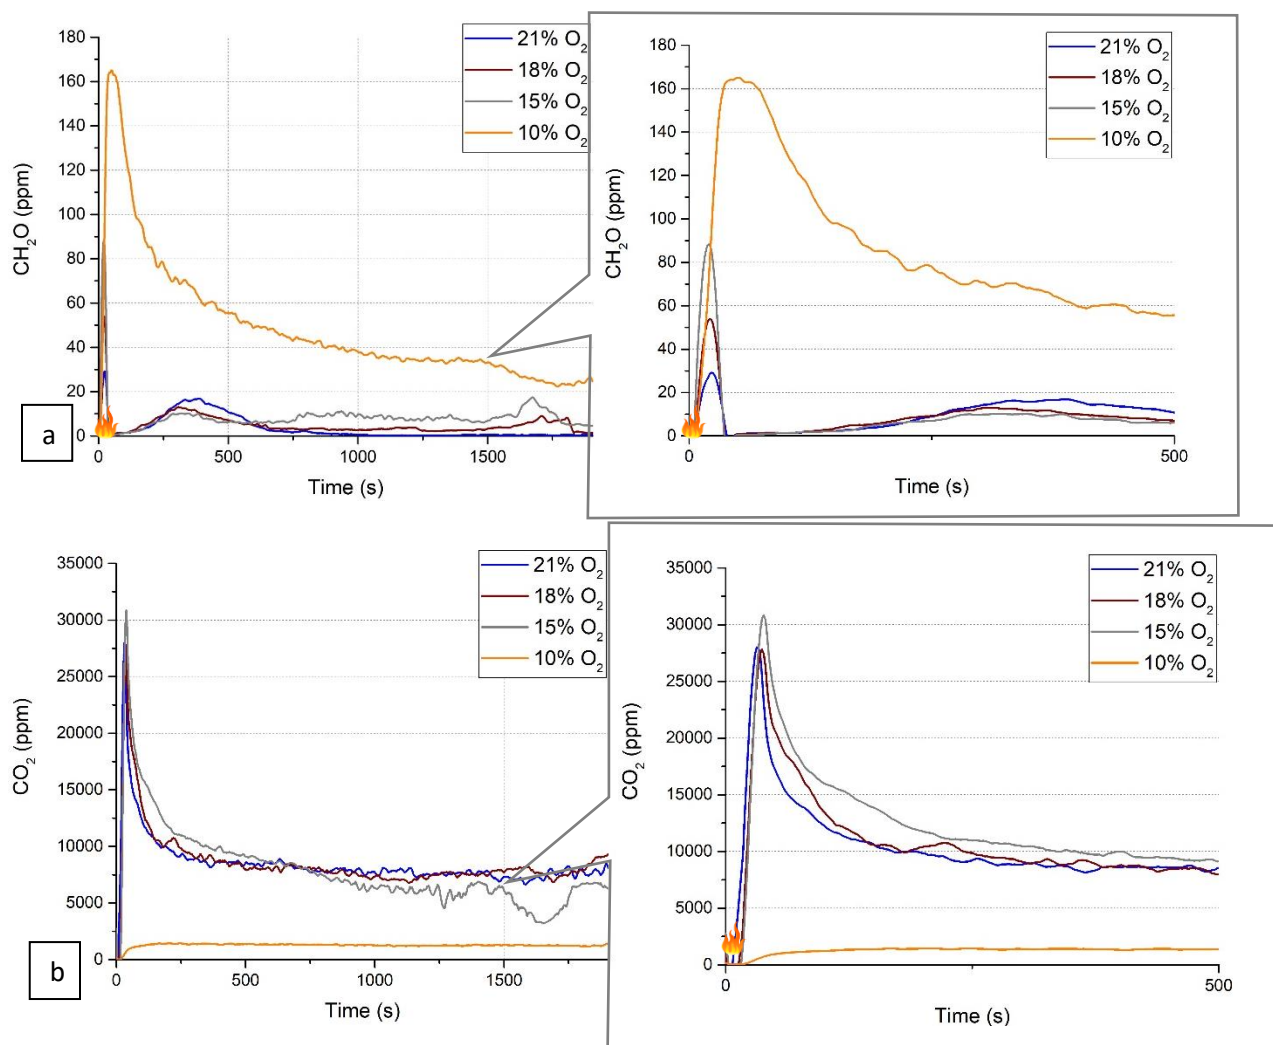 180
160
140
120
100
80
60
40
20
0
CH₂O (ppm)
21% O₂
18% O₂
15% O₂
10% O₂
a
0
500
1000
1500
Time (s)
180
160
140
120
100
80
60
40
20
0
CH₂O (ppm)
21% O₂
18% O₂
15% O₂
10% O₂
0
500
Time (s)
35000
30000
25000
20000
15000
10000
5000
0
CO₂ (ppm)
21% O₂
18% O₂
15% O₂
10% O₂
b
0
500
1000
1500
Time (s)
35000
30000
25000
20000
15000
10000
5000
0
CO₂ (ppm)
21% O₂
18% O₂
15% O₂
10% O₂
0
500
Time (s)